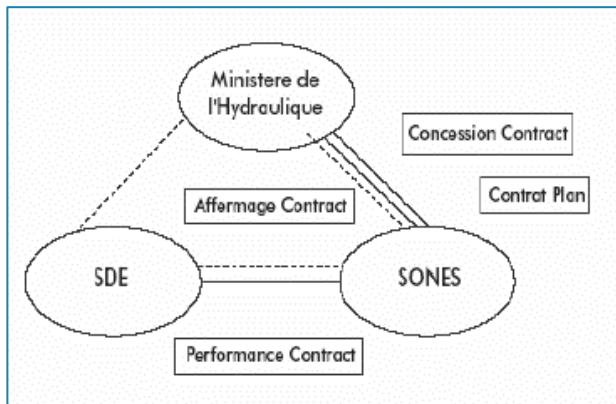 Ministere de
l'Hydraulique
Concession Contract
Contrat Plan
Affermage Contract
SDE
SONES
Performance Contract